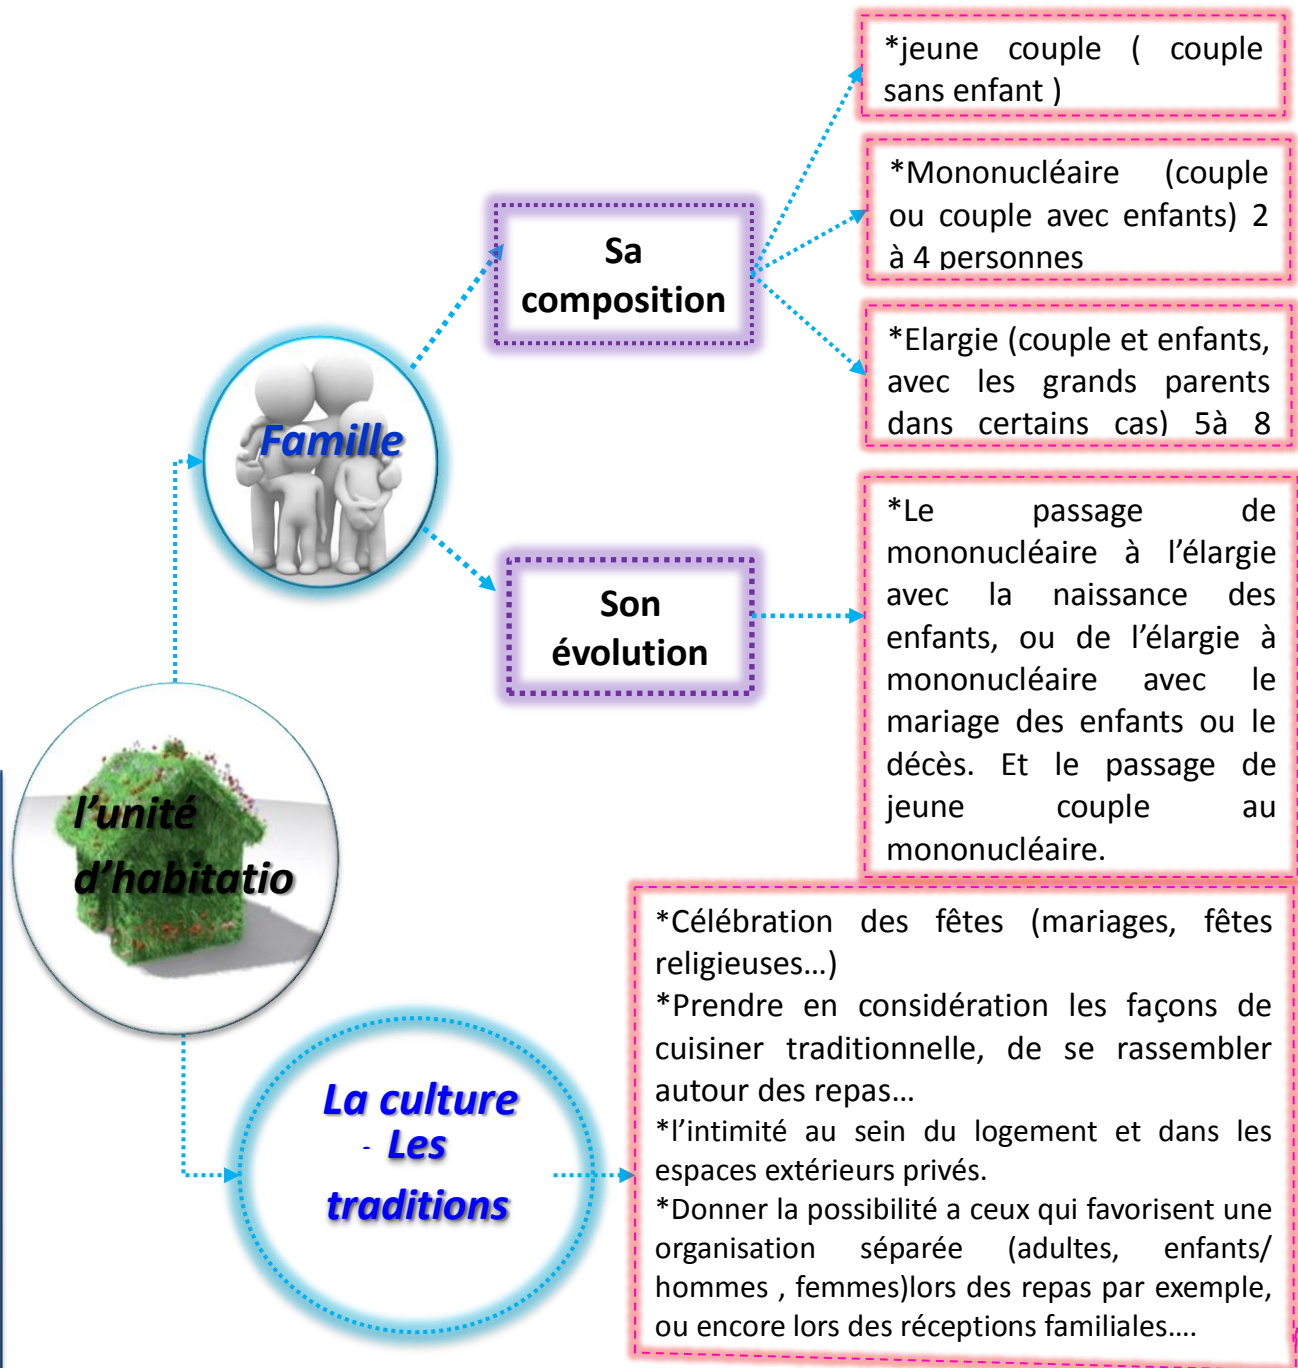 *jeune couple ( couple
sans enfant )
*Mononucléaire (couple
ou couple avec enfants) 2
à 4 personnes
Sa
composition
*Elargie (couple et enfants,
avec les grands parents
dans certains cas) 5à 8
Famille
*Le passage de
mononucléaire à l’élargie
avec la naissance des
enfants, ou de l’élargie à
mononucléaire avec le
mariage des enfants ou le
décès. Et le passage de
jeune couple au
mononucléaire.
Son
évolution
l’unité
d’habitatio
*Célébration des fêtes (mariages, fêtes
religieuses…)
*Prendre en considération les façons de
cuisiner traditionnelle, de se rassembler
autour des repas…
*l’intimité au sein du logement et dans les
espaces extérieurs privés.
*Donner la possibilité a ceux qui favorisent une
organisation séparée (adultes, enfants/
hommes , femmes)lors des repas par exemple,
ou encore lors des réceptions familiales….
La culture
- Les
traditions